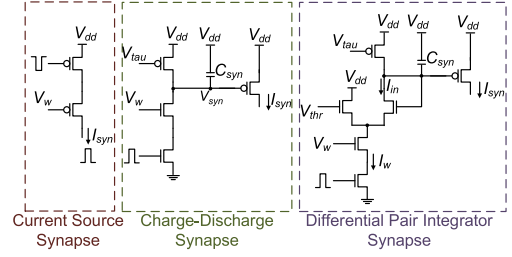 Vdd
Vw
Isyn
Current Source
Synapse
Vdd
Vdd
Vdd
Vtau
Csyn
Vw
Vsyn
Isyn
Charge-Discharge
Synapse
Vdd
Vdd
Vdd
Vtau
Csyn
Vdd
Iin
Isyn
Vthr
Vw
Iw
Differential Pair Integrator
Synapse